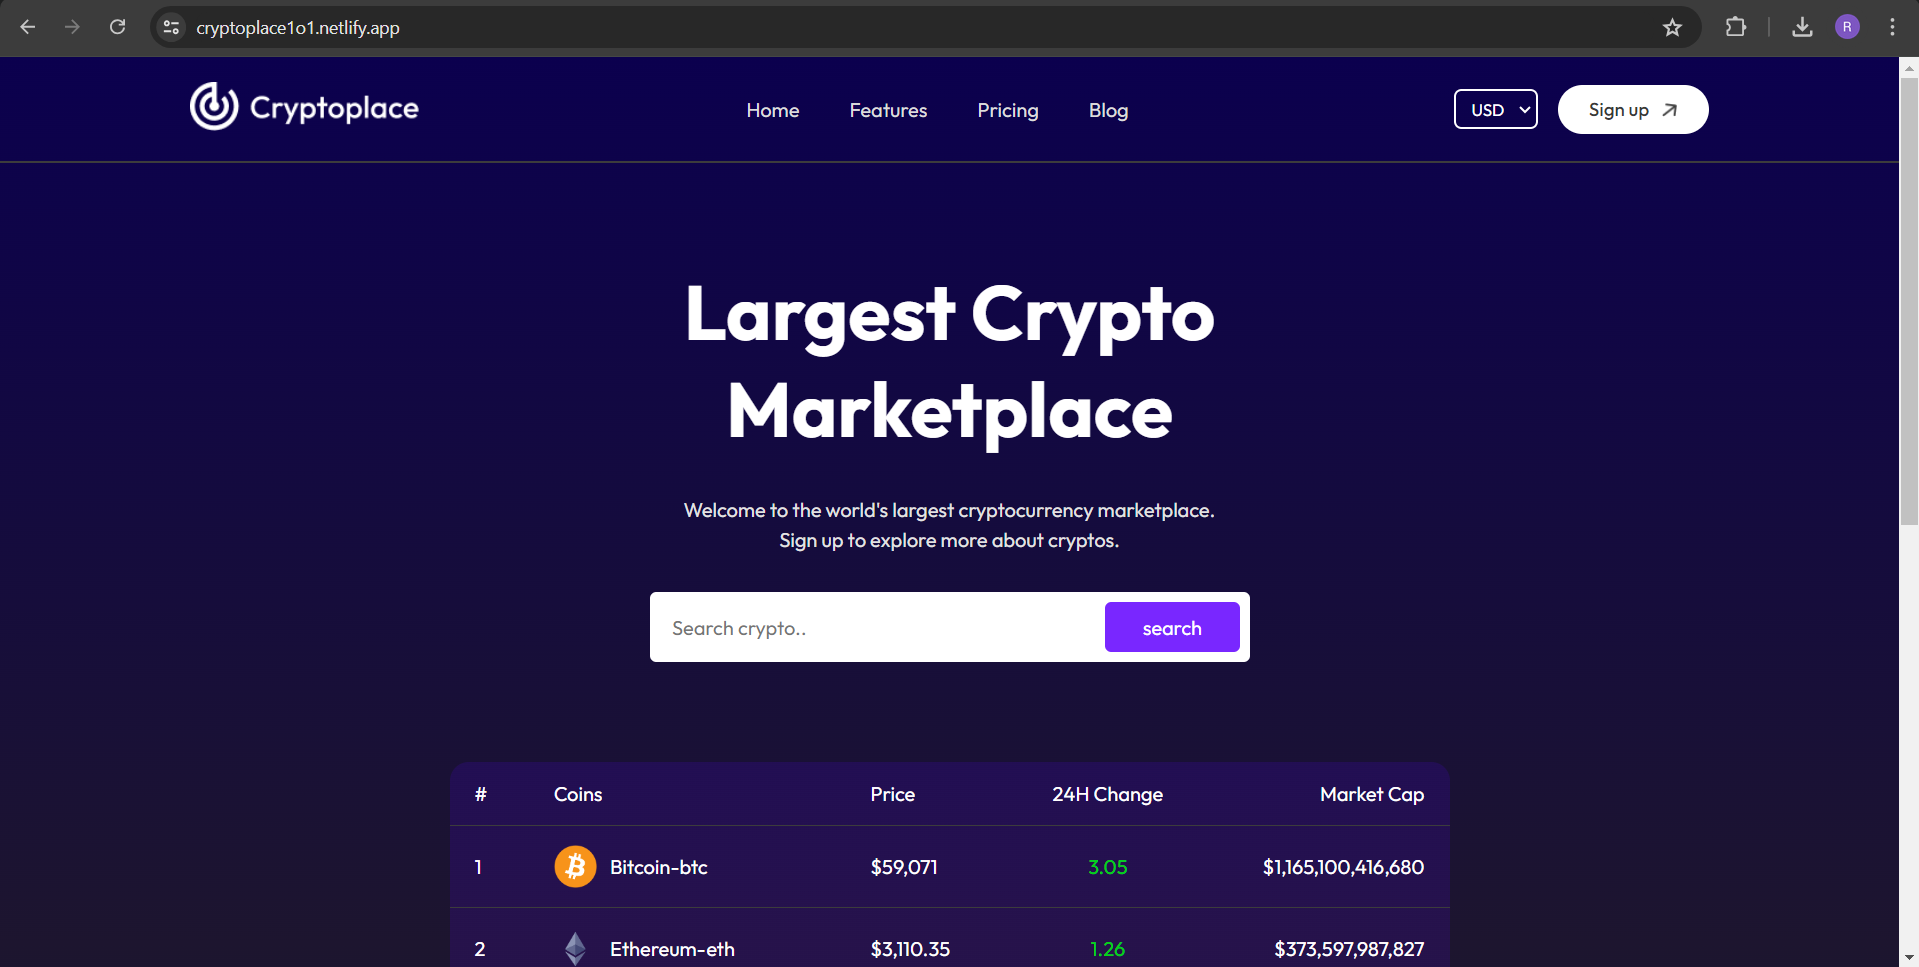 cryptoplace1o1.netlify.app
R
Cryptoplace
Home Features Pricing Blog
USD
Sign up
Largest Crypto
Marketplace
Welcome to the world's largest cryptocurrency marketplace.
Sign up to explore more about cryptos.
Search crypto..
search
# Coins Price 24H Change Market Cap
1 Bitcoin-btc $59,071 3.05 $1,165,100,416,680
2 Ethereum-eth $3,110.35 1.26 $373,597,987,827